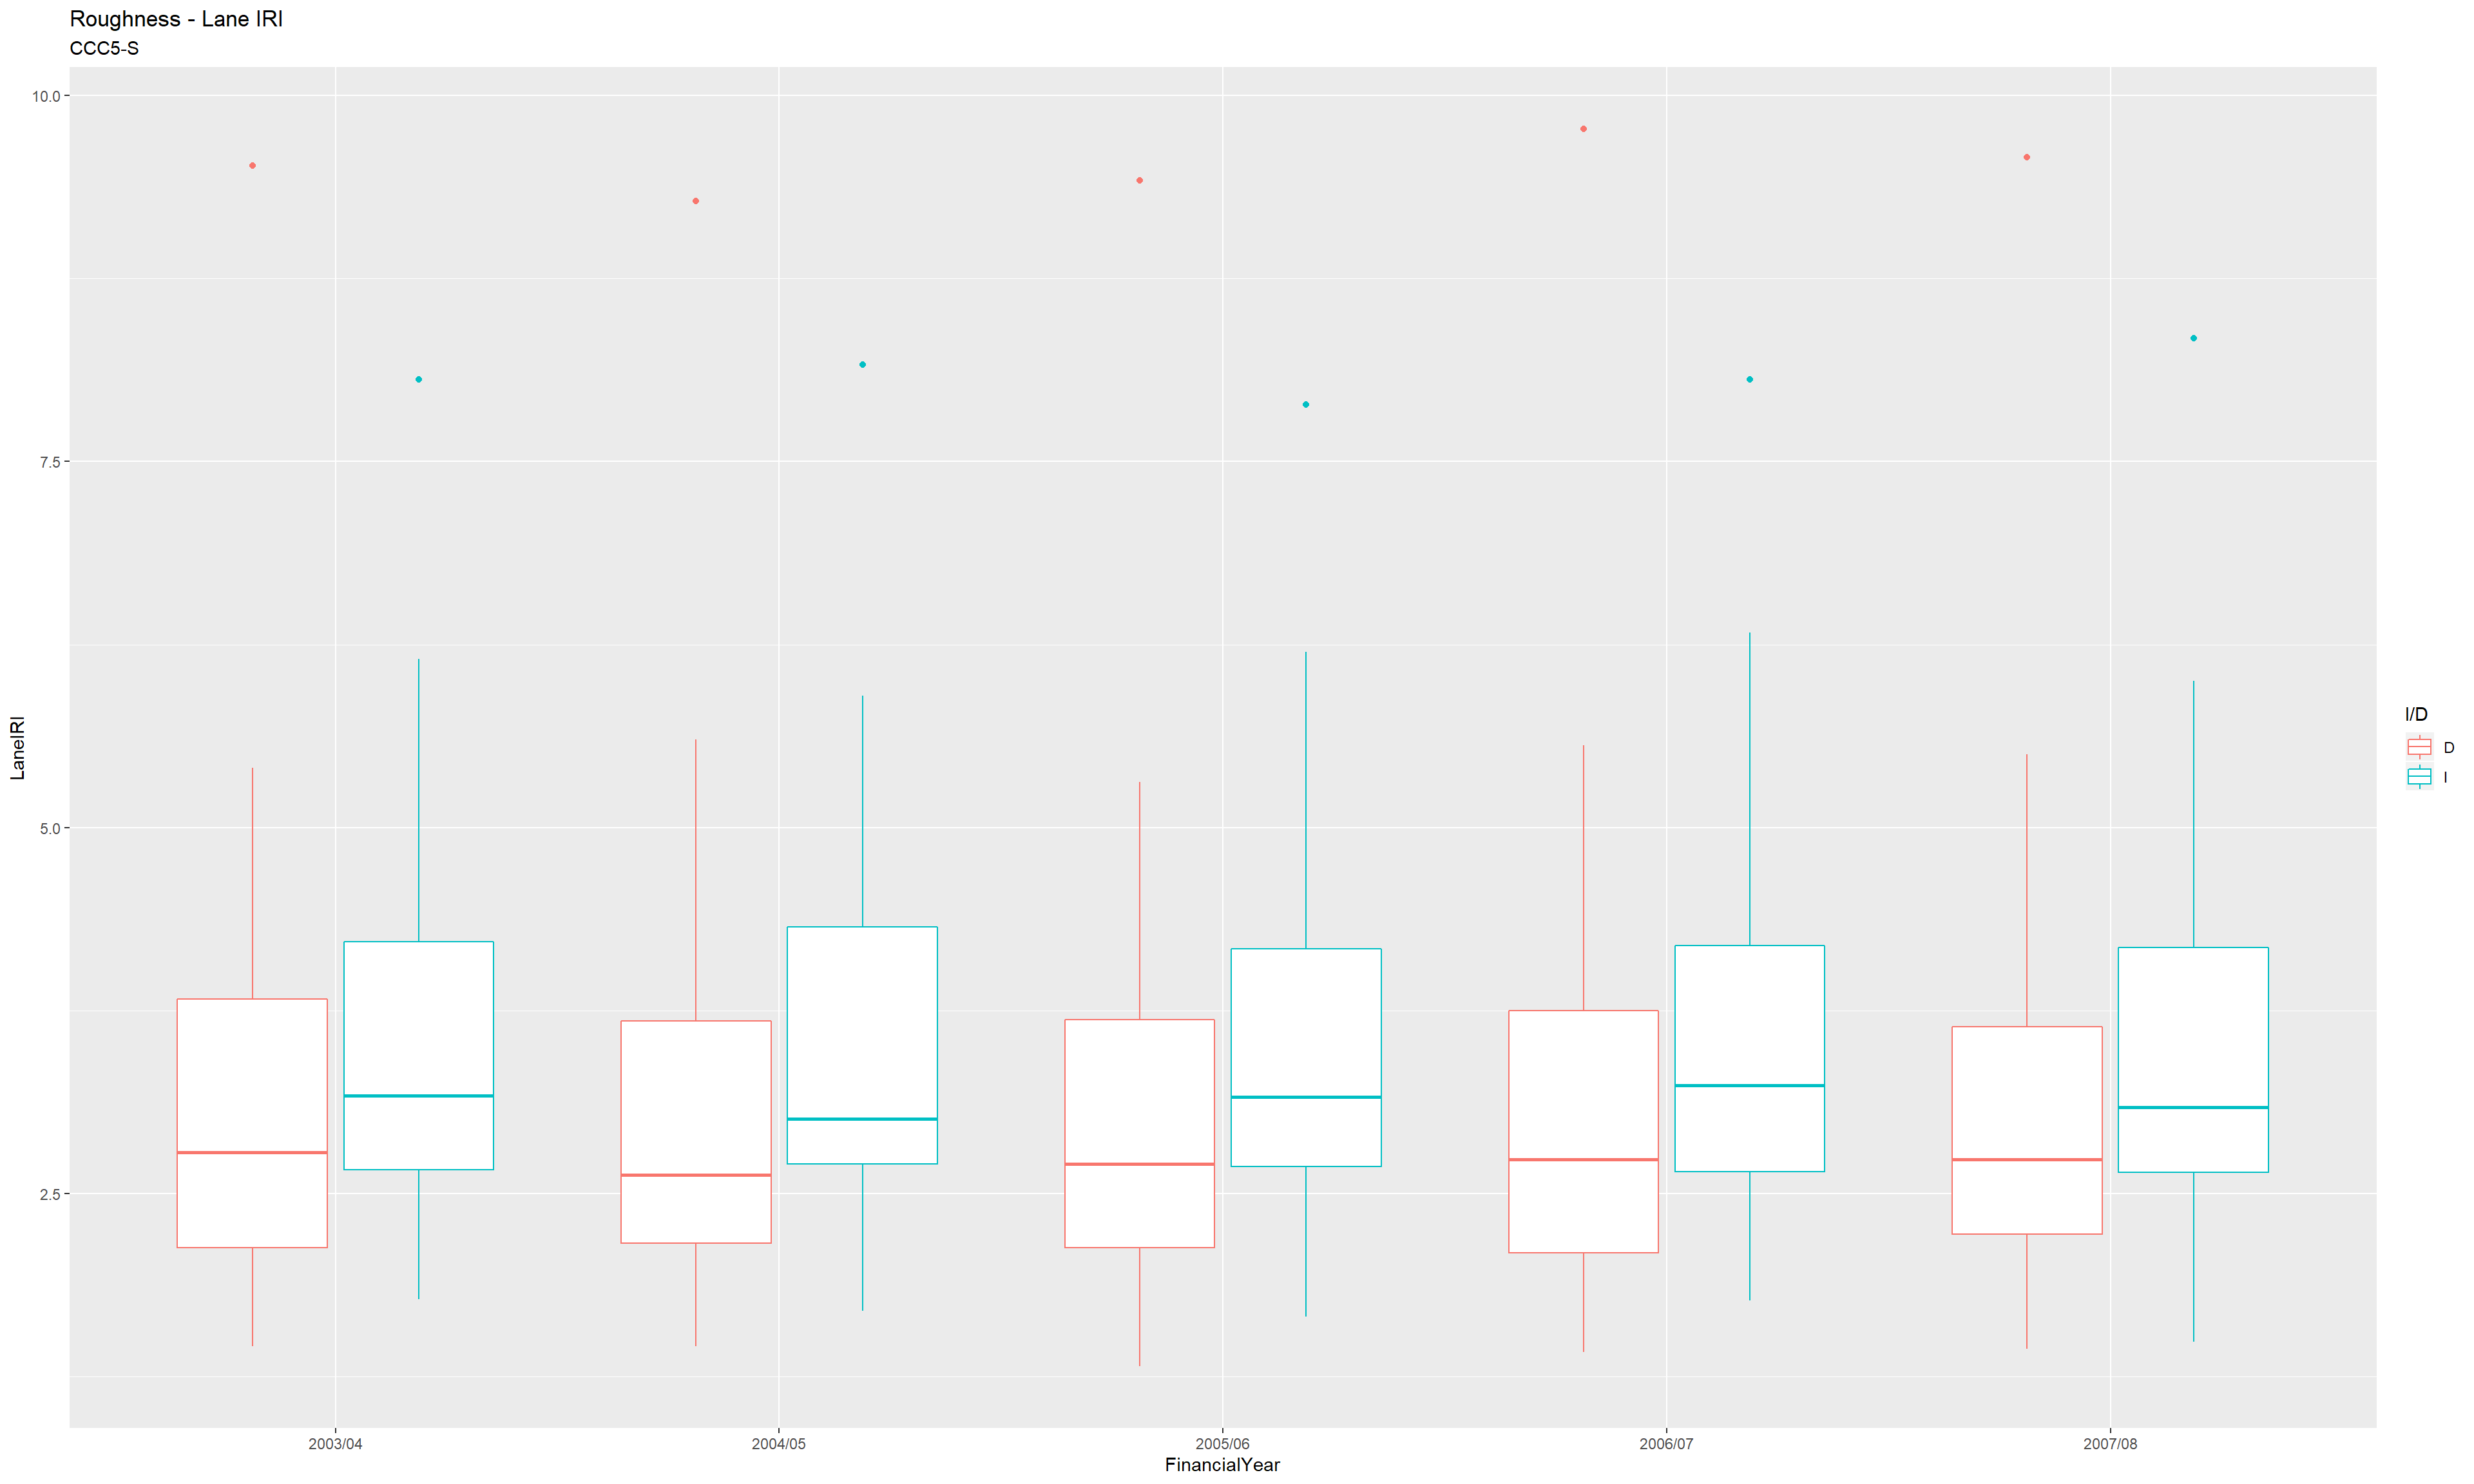 Roughness - Lane IRI
CCC5-S
10.0
7.5
5.0
2.5
LaneIRI
2003/04
2004/05
2005/06
2006/07
2007/08
FinancialYear
I/D
D
I